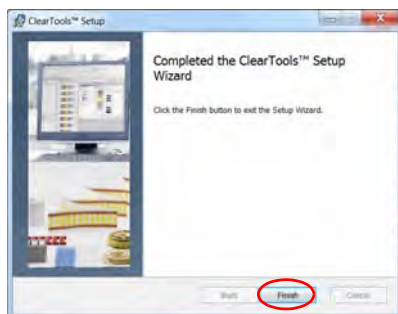 ClearTools™ Setup
Completed the ClearTools™ Setup
Wizard
Click the Finish button to exit the Setup Wizard.
Back
Finish
Cancel